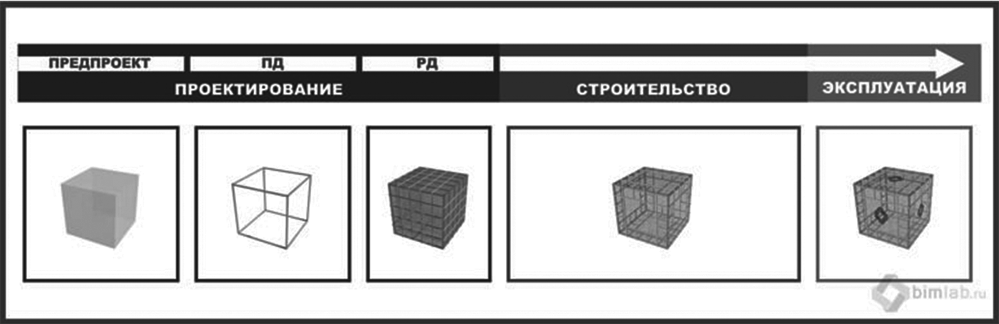 ПРЕДПРОЕКТ ПД РД
ПРОЕКТИРОВАНИЕ СТРОИТЕЛЬСТВО ЭКСПЛУАТАЦИЯ
bimlab.ru